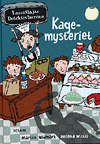 LasseMajas
Detektivbureau
Kage-
mysteriet
Martin Widmark
Helena Willis